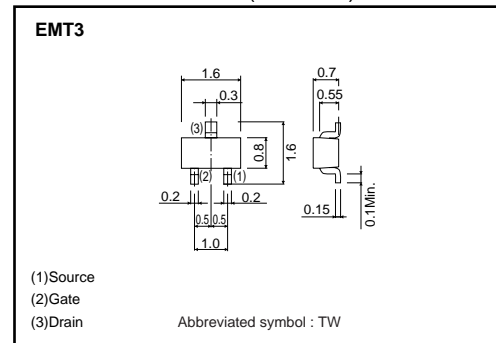 EMT3
1.6
0.3
(3)
0.8
1.6
(2)
(1)
0.2
0.2
0.5
0.5
1.0
0.7
0.55
0.15
0.1Min.
(1)Source
(2)Gate
(3)Drain
Abbreviated symbol : TW